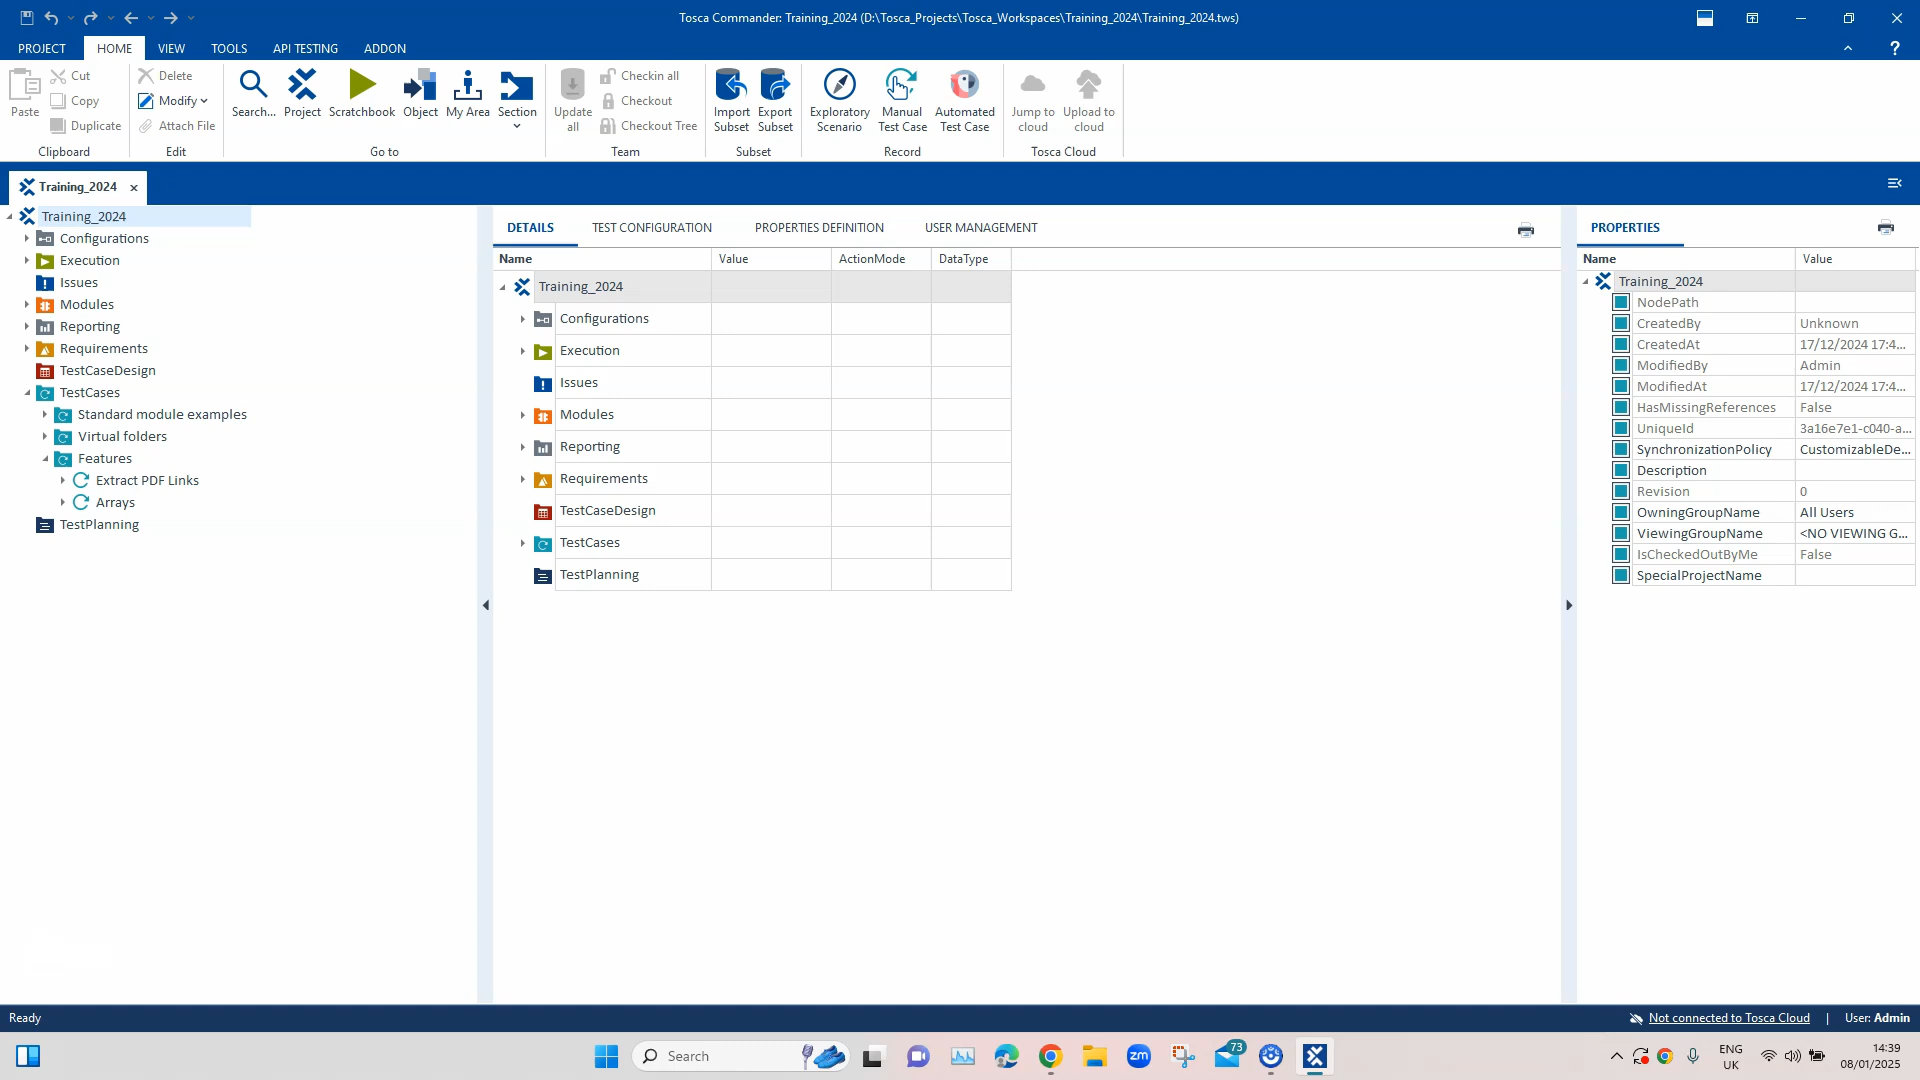 Tosca Commander: Training_2024 (D:\Tosca_Projects\Tosca_Workspaces\Training_2024\Training_2024.tws)
PROJECT HOME VIEW TOOLS API TESTING ADDON
?
Paste
Cut
Copy
Duplicate
Clipboard
Delete
Modify
Attach File
Edit
Search...
Project
Scratchbook
Object
My Area
Section
Go to
Update
all
Checkin all
Checkout
Checkout Tree
Team
Import
Subset
Export
Subset
Subset
Exploratory
Scenario
Manual
Test Case
Automated
Test Case
Record
Jump to
cloud
Upload to
cloud
Tosca Cloud
Training_2024
Training_2024
Configurations
Execution
Issues
Modules
Reporting
Requirements
TestCaseDesign
TestCases
Standard module examples
Virtual folders
Features
Extract PDF Links
Arrays
TestPlanning
DETAILS TEST CONFIGURATION PROPERTIES DEFINITION USER MANAGEMENT
Name Value ActionMode DataType
Training_2024
Configurations
Execution
Issues
Modules
Reporting
Requirements
TestCaseDesign
TestCases
TestPlanning
PROPERTIES
Name Value
Training_2024
NodePath
CreatedBy Unknown
CreatedAt 17/12/2024 17:4...
ModifiedBy Admin
ModifiedAt 17/12/2024 17:4...
HasMissingReferences False
UniqueId 3a16e7e1-c040-a...
SynchronizationPolicy CustomizableDe...
Description
Revision 0
OwningGroupName All Users
ViewingGroupName <NO VIEWING G...
IsCheckedOutByMe False
SpecialProjectName
Ready
Not connected to Tosca Cloud | User: Admin
Search
zm
73
ENG
UK
14:39
08/01/2025